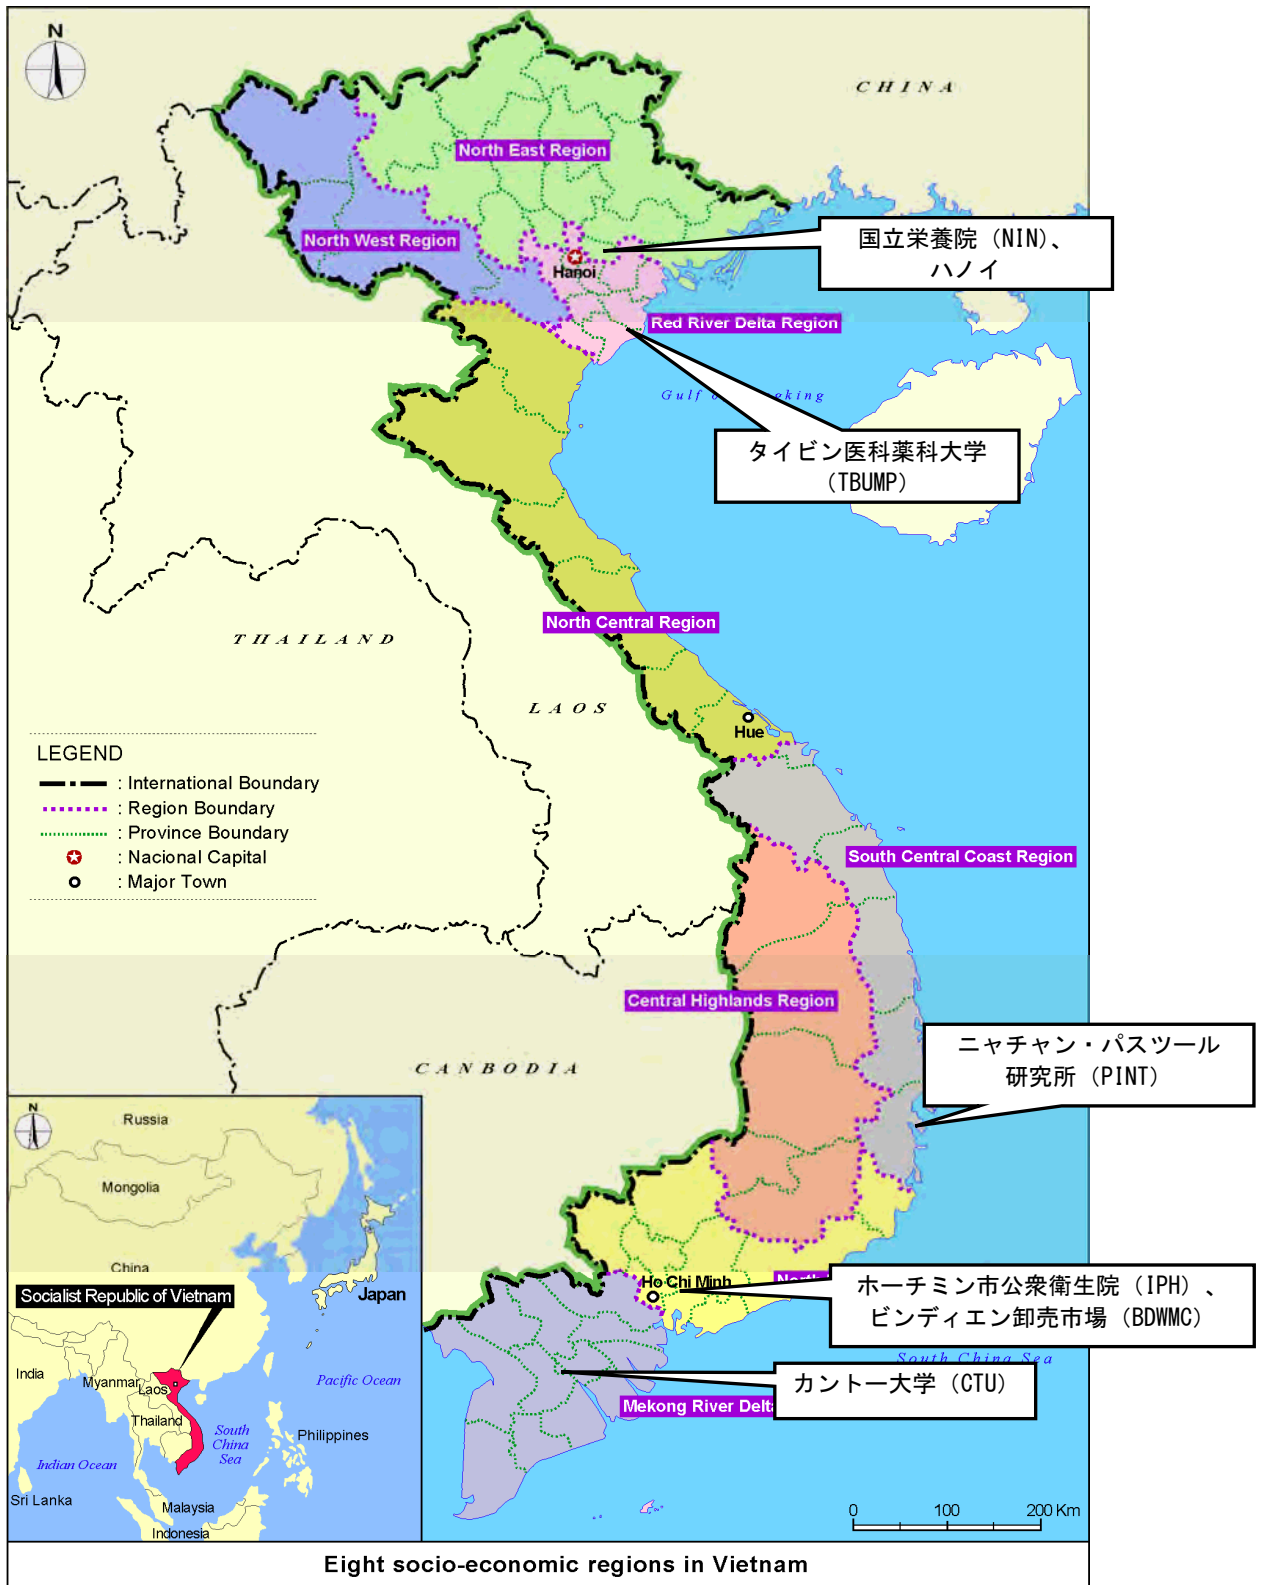 N
CHINA
North East Region
North West Region
国立栄養院（NIN）、
ハノイ
Hanoi
Red River Delta Region
Gulf o
gking
タイビン医科薬科大学
（TBUMP）
North Central Region
THAILAND
LAOS
Hue
LEGEND
: International Boundary
: Region Boundary
: Province Boundary
: Nacional Capital
: Major Town
South Central Coast Region
Central Highlands Region
ニャチャン・パスツール
研究所（PINT）
CANBODIA
N
Russia
Mongolia
China
Socialist Republic of Vietnam
Japan
India
Myanmar
Laos
Thailand
Pacific Ocean
South
China
Sea
Philippines
Indian Ocean
Sri Lanka
Malaysia
Indonesia
Ho Chi Minh
North
ホーチミン市公衆衛生院（IPH）、
ビンディエン卸売市場（BDWMC）
South China Sea
カントー大学（CTU）
Mekong River Delta
0 100 200 Km
Eight socio-economic regions in Vietnam